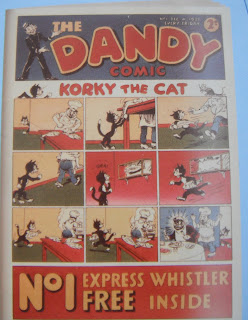 THE
DANDY
COMIC
KORKY THE CAT
Nº1 EXPRESS WHISTLER
FREE INSIDE